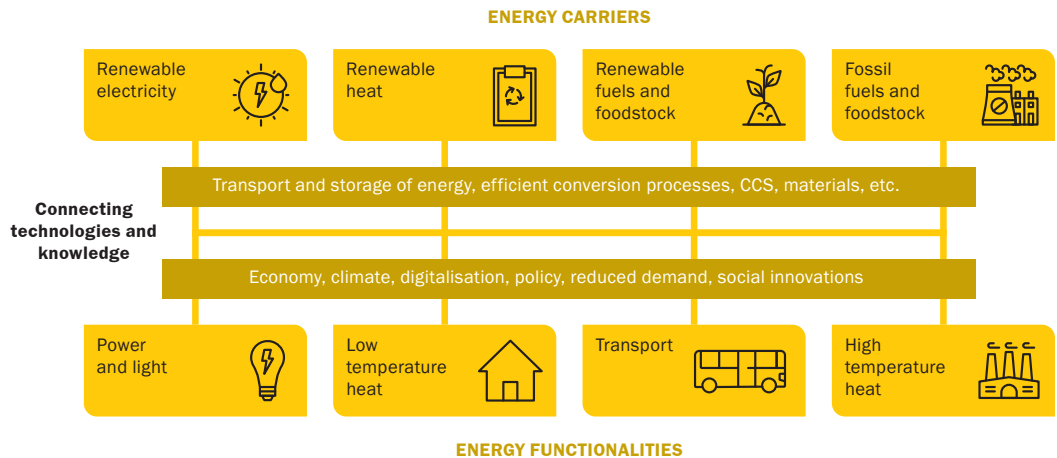 ENERGY CARRIERS
Renewable
electricity
Renewable
heat
Renewable
fuels and
foodstock
Fossil
fuels and
foodstock
Transport and storage of energy, efficient conversion processes, CCS, materials, etc.
Connecting
technologies and
knowledge
Economy, climate, digitalisation, policy, reduced demand, social innovations
Power
and light
Low
temperature
heat
Transport
High
temperature
heat
ENERGY FUNCTIONALITIES